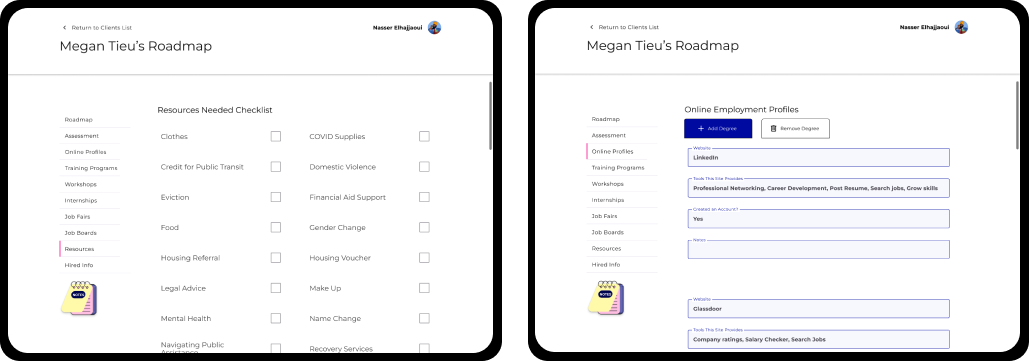 Return to Clients List
Nasser Elhajjaoui
Megan Tieu's Roadmap
Resources Needed Checklist
Roadmap
Assessment
Online Profiles
Training Programs
Workshops
Internships
Job Fairs
Job Boards
Resources
Hired Info
NOTES
Clothes
COVID Supplies
Credit for Public Transit
Domestic Violence
Eviction
Financial Aid Support
Food
Gender Change
Housing Referral
Housing Voucher
Legal Advice
Make Up
Mental Health
Name Change
Navigating Public
Assistance
Recovery Services
Return to Clients List
Nasser Elhajjaoui
Megan Tieu's Roadmap
Online Employment Profiles
Roadmap
Assessment
Online Profiles
Training Programs
Workshops
Internships
Job Fairs
Job Boards
Resources
Hired Info
NOTES
Add Degree
Remove Degree
Website
LinkedIn
Tools This Site Provides
Professional Networking, Career Development, Post Resume, Search jobs, Grow skills
Created an Account?
Yes
Notes
Website
Glassdoor
Tools This Site Provides
Company ratings, Salary Checker, Search Jobs